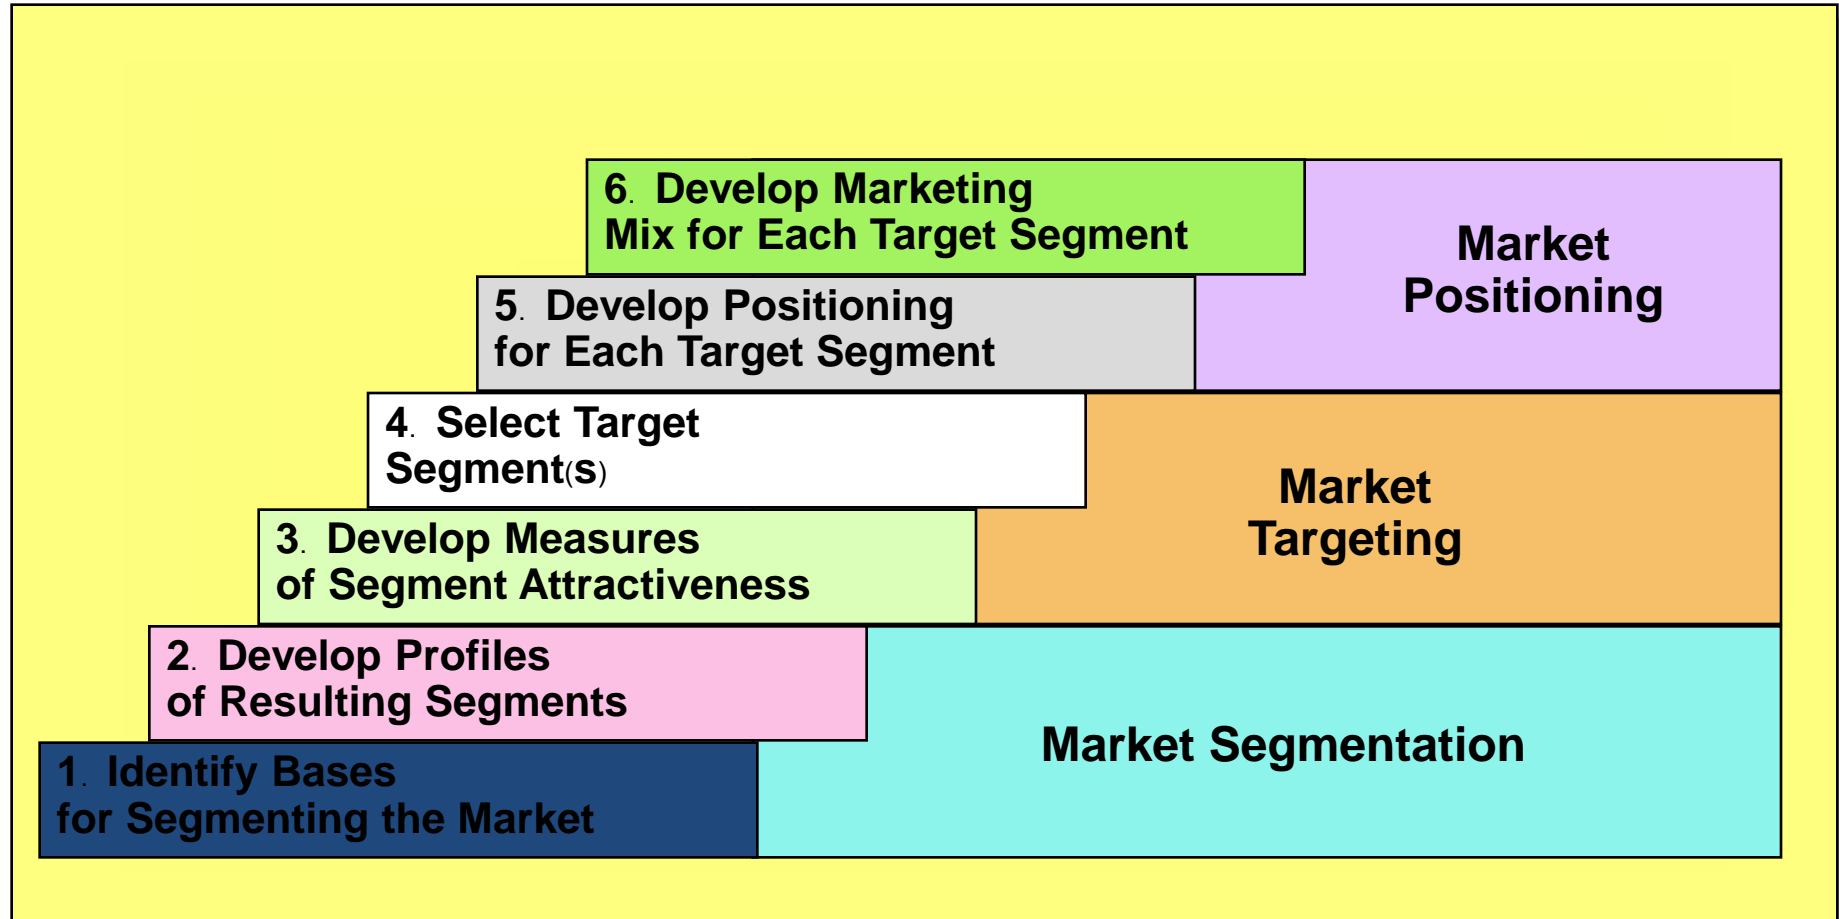 6. Develop Marketing
Mix for Each Target Segment
Market
Positioning
5. Develop Positioning
for Each Target Segment
4. Select Target
Segment(s)
Market
Targeting
3. Develop Measures
of Segment Attractiveness
2. Develop Profiles
of Resulting Segments
Market Segmentation
1. Identify Bases
for Segmenting the Market